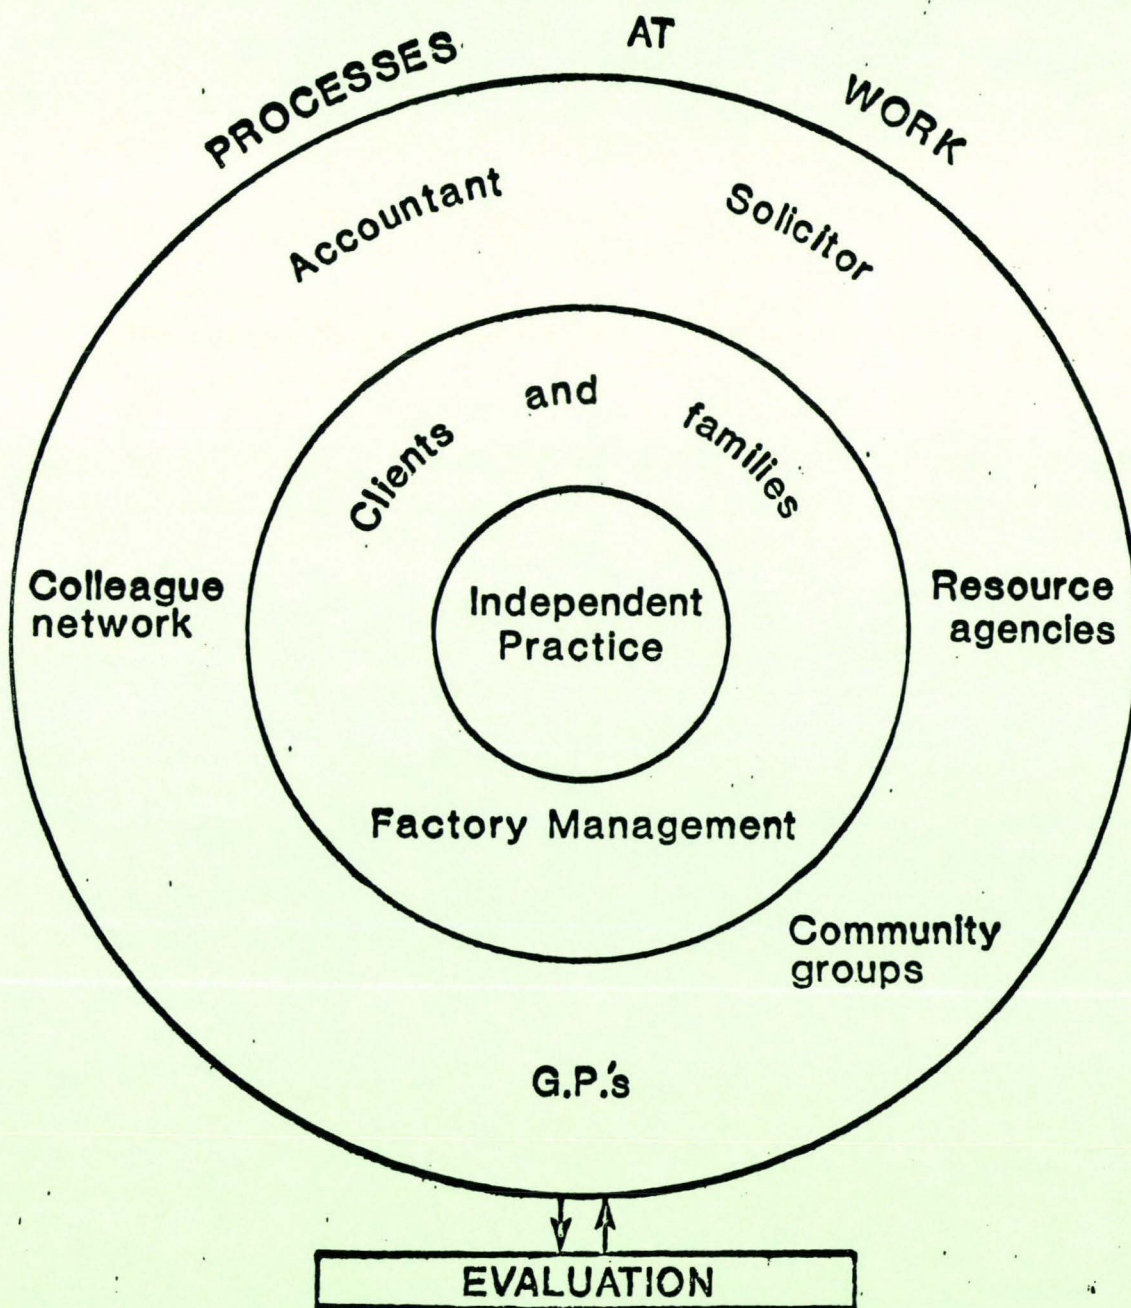 PROCESSES AT WORK
Accountant
Solicitor
Clients and families
Colleague
network
Independent
Practice
Resource
agencies
Factory Management
Community
groups
G.P.'s
EVALUATION